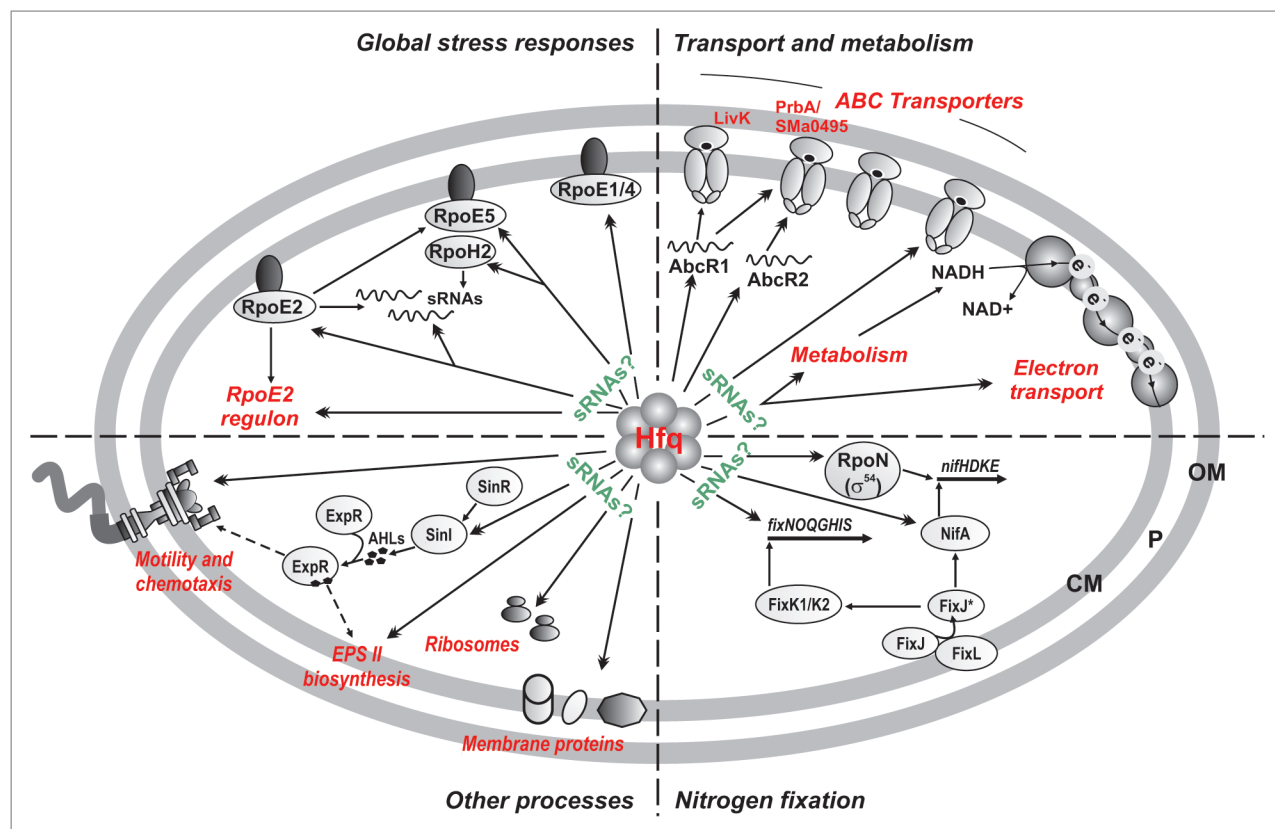 Global stress responses
Transport and metabolism
ABC Transporters
LivK
PrbA/
SMa0495
RpoE1/4
RpoE5
RpoH2
RpoE2
sRNAs
AbcR1
AbcR2
NADH
NAD+
e-
e-
e-
e-
RpoE2
regulon
Metabolism
Electron
transport
sRNAs?
sRNAs?
Hfq
sRNAs?
sRNAs?
OM
P
CM
SinR
ExpR
AHLs
SinI
ExpR
Motility and
chemotaxis
EPS II
biosynthesis
Ribosomes
Membrane proteins
RpoN
(σ54)
nifHDKE
fixNOQGHIS
NifA
FixK1/K2
FixJ*
FixJ
FixL
Other processes
Nitrogen fixation